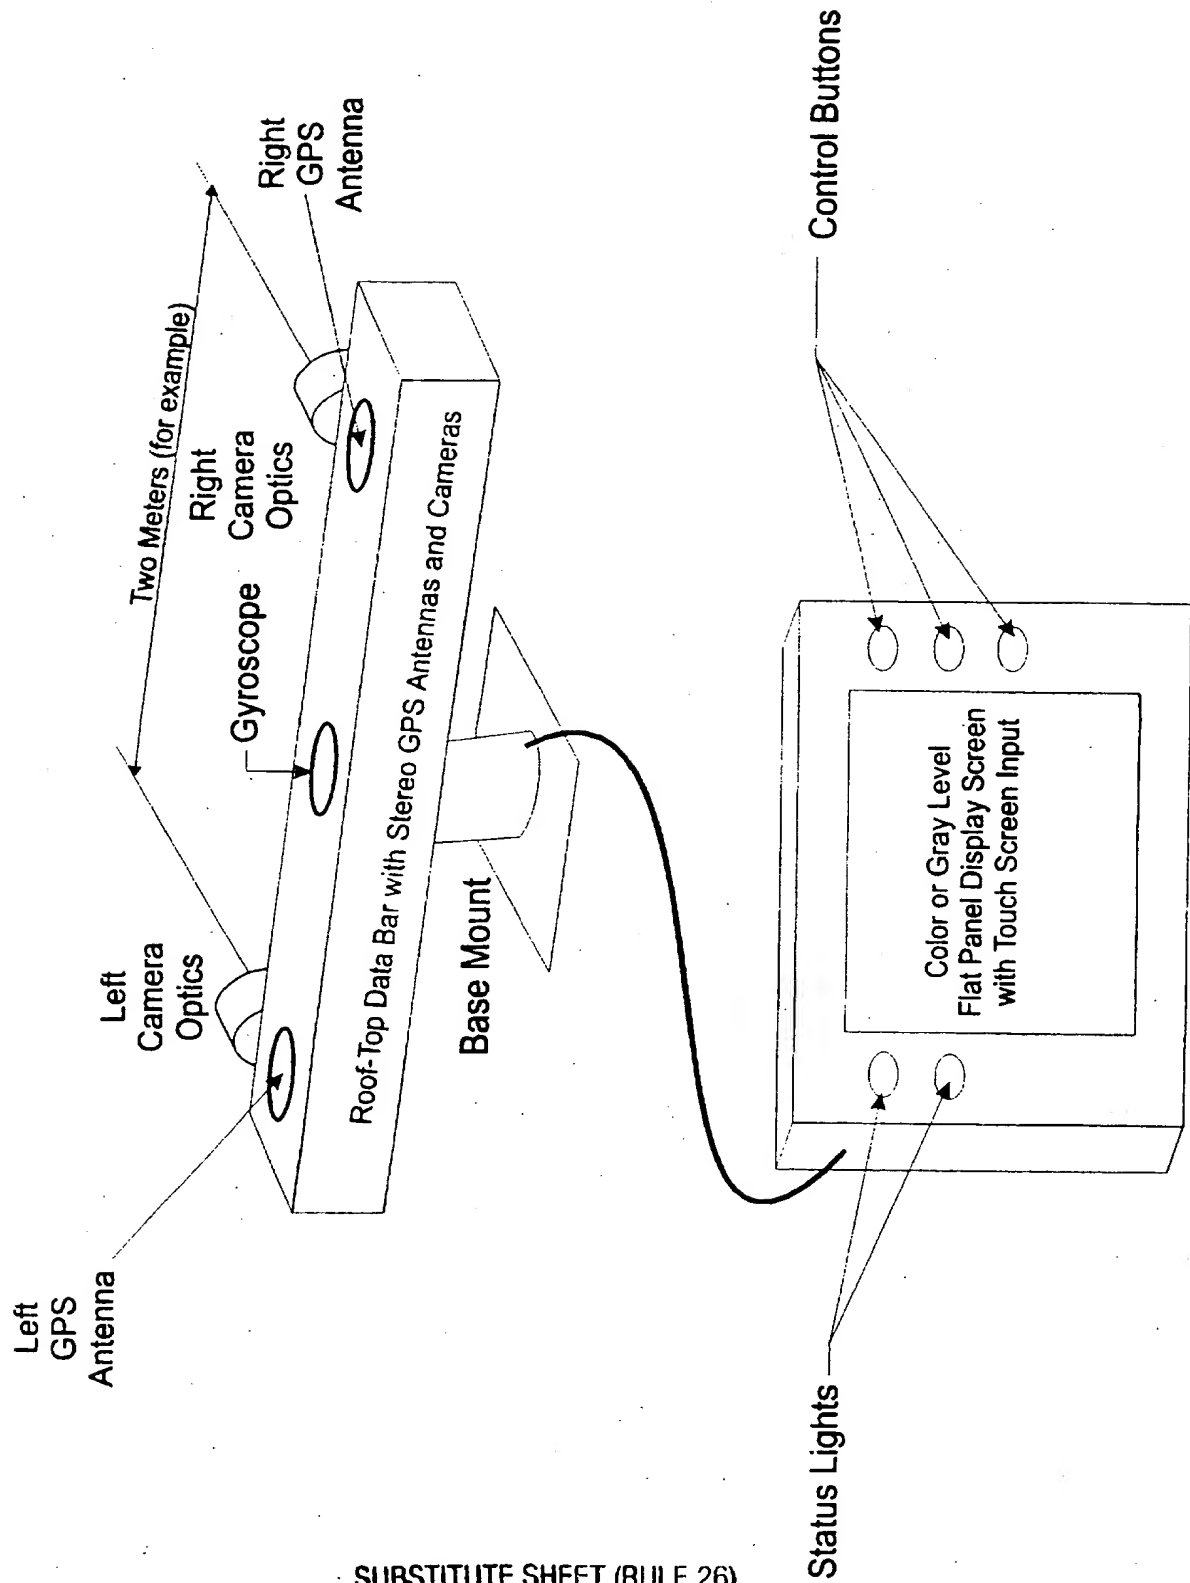 Left
GPS
Antenna
Left
Camera
Optics
Gyroscope
Two Meters (for example)
Right
Camera
Optics
Right
GPS
Antenna
Roof-Top Data Bar with Stereo GPS Antennas and Cameras
Base Mount
Status Lights
Color or Gray Level
Flat Panel Display Screen
with Touch Screen Input
Control Buttons
SUBSTITUTE SHEET (RULE 26)